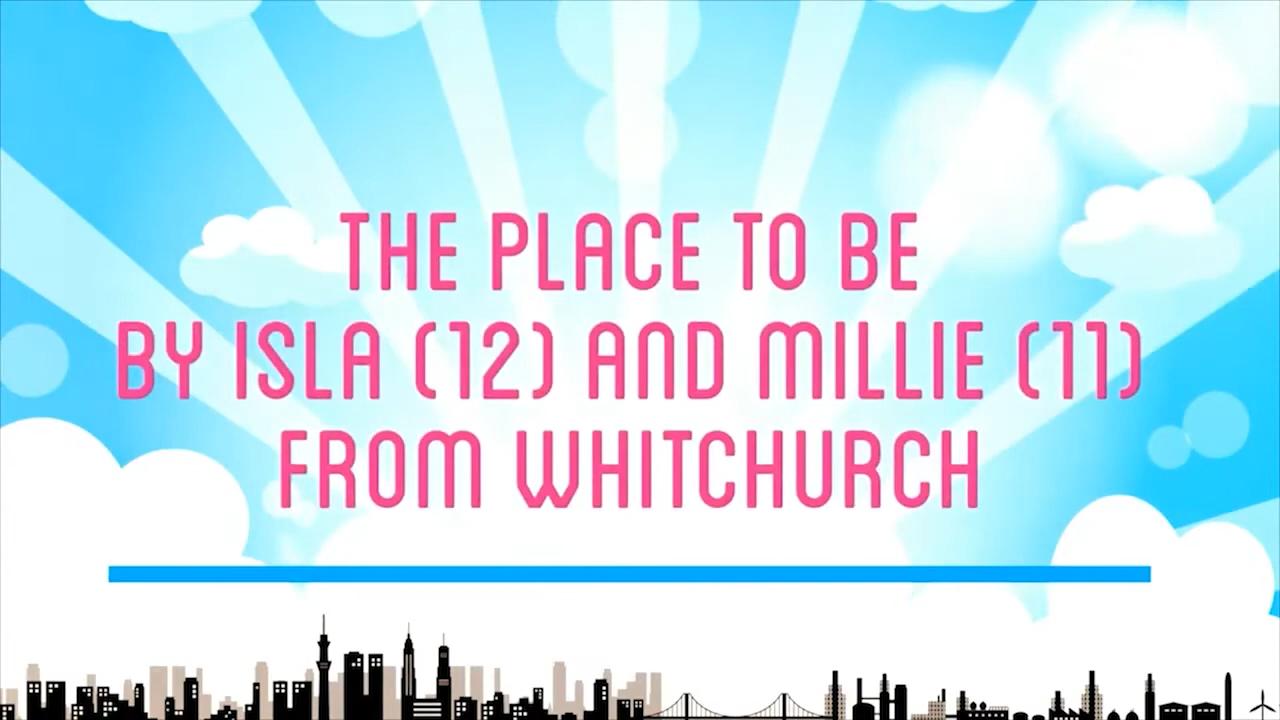 THE PLACE TO BE
BY ISLA (12) AND MILLIE (11)
FROM WHITCHURCH